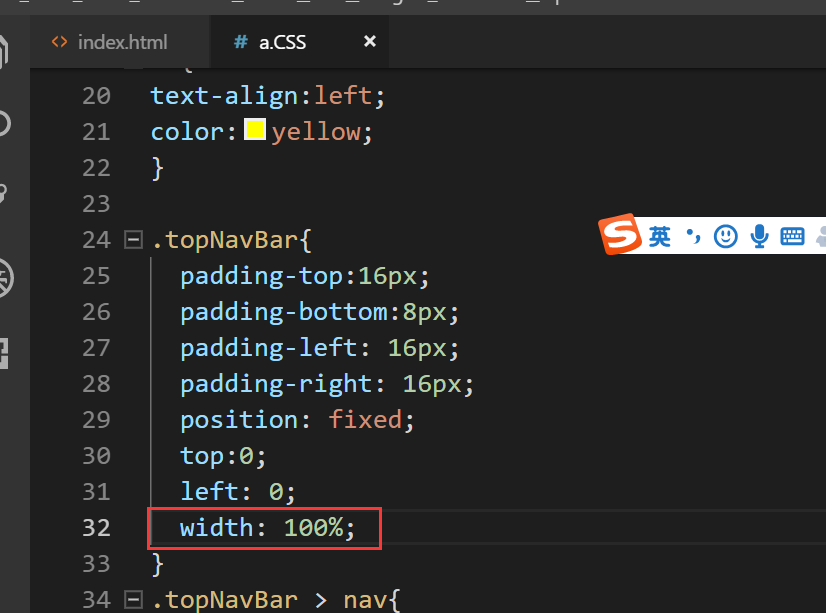 index.html
# a.CSS ×
20 text-align:left;
21 color:yellow;
22 }
23
24 .topNavBar{
25 padding-top:16px;
26 padding-bottom:8px;
27 padding-left: 16px;
28 padding-right: 16px;
29 position: fixed;
30 top:0;
31 left: 0;
32 width: 100%;
33 }
34 .topNavBar > nav{
S 英